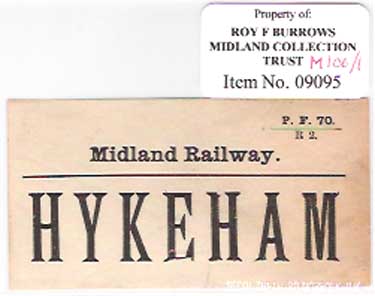 Property of:
ROY F BURROWS
MIDLAND COLLECTION
TRUST M106/1
Item No. 09095
P. F. 70.
R 2.
Midland Railway.
HYKEHAM